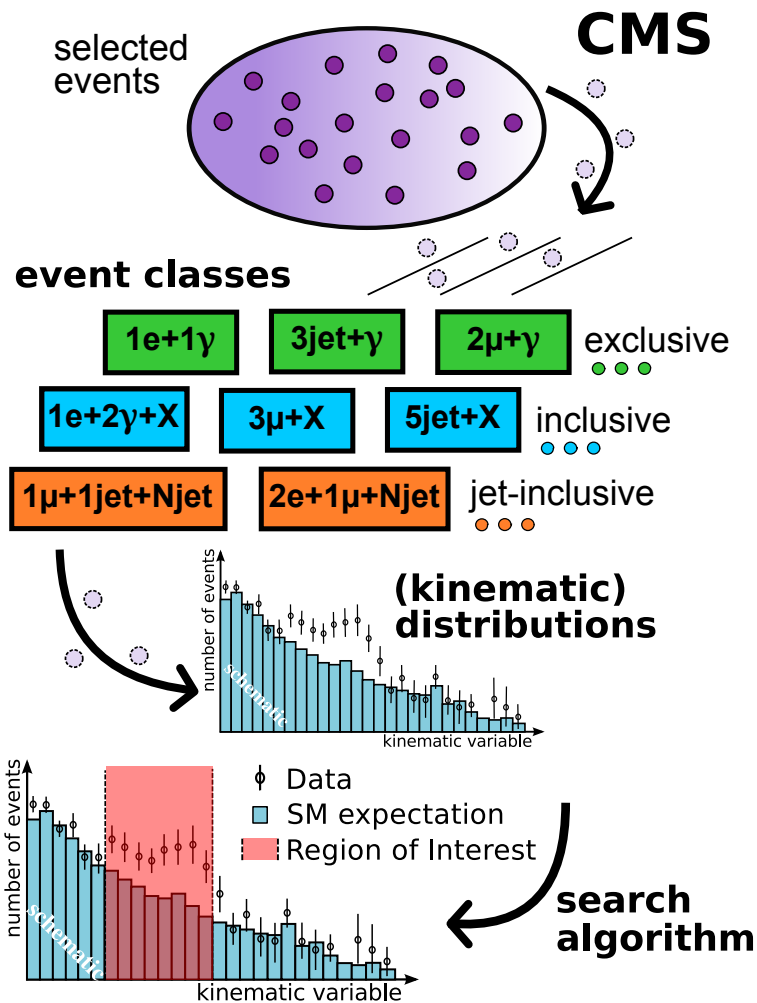 selected
events
CMS
event classes
1e+1γ
3jet+γ
2μ+γ
exclusive
1e+2γ+X
3μ+X
5jet+X
inclusive
1μ+1jet+Njet
2e+1μ+Njet
jet-inclusive
(kinematic)
distributions
number of events
schematic
kinematic variable
Data
SM expectation
Region of Interest
number of events
schematic
kinematic variable
search
algorithm